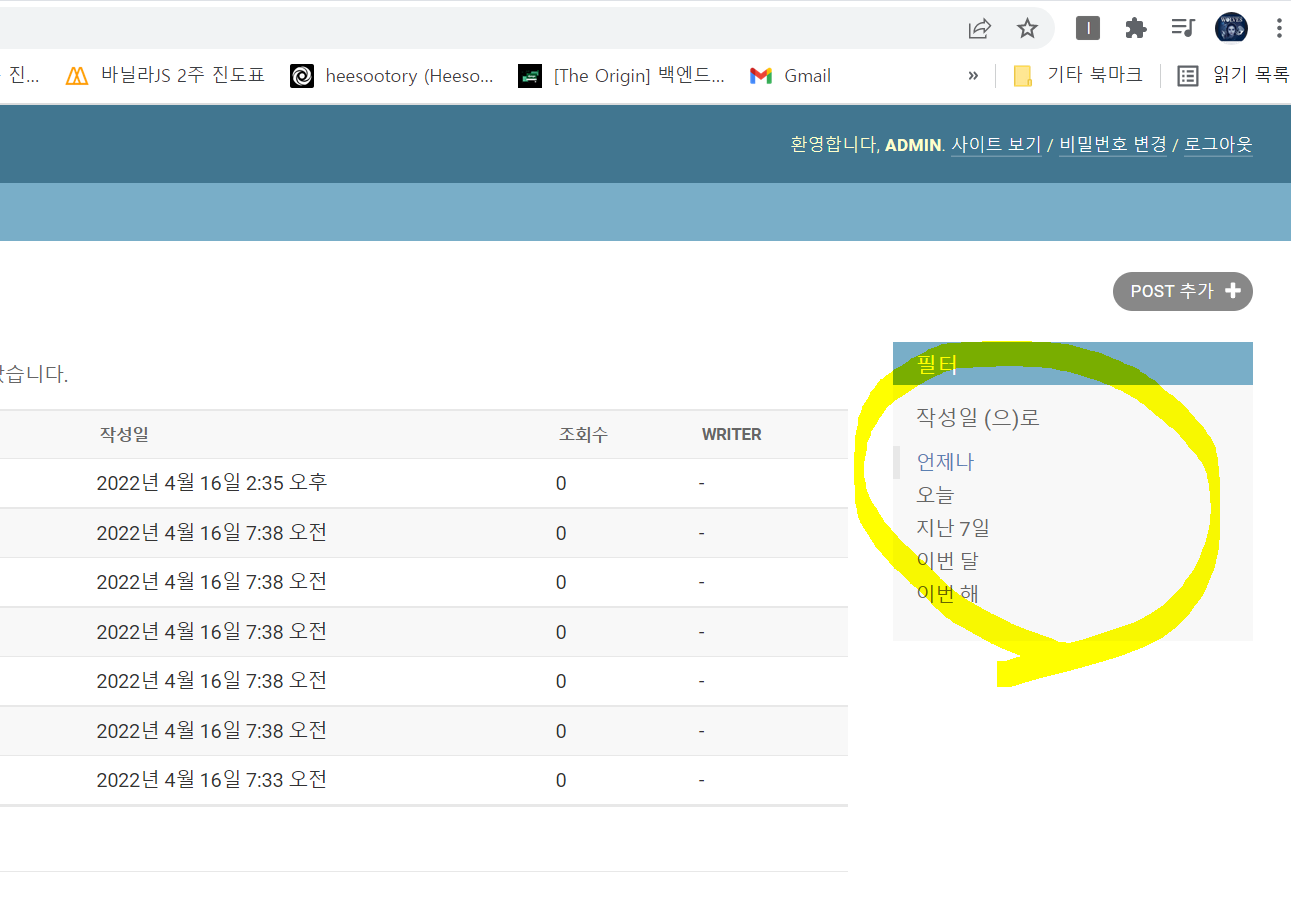 진...
바닐라JS 2주 진도표
heesootory (Heeso...
[The Origin] 백엔드...
Gmail
»
기타 북마크
읽기 목록
환영합니다, ADMIN. 사이트 보기 / 비밀번호 변경 / 로그아웃
POST 추가 +
필터
습니다.
작성일 (으)로
언제나
오늘
지난 7일
이번 달
이번 해
작성일 조회수 WRITER
2022년 4월 16일 2:35 오후 0 -
2022년 4월 16일 7:38 오전 0 -
2022년 4월 16일 7:38 오전 0 -
2022년 4월 16일 7:38 오전 0 -
2022년 4월 16일 7:38 오전 0 -
2022년 4월 16일 7:38 오전 0 -
2022년 4월 16일 7:33 오전 0 -